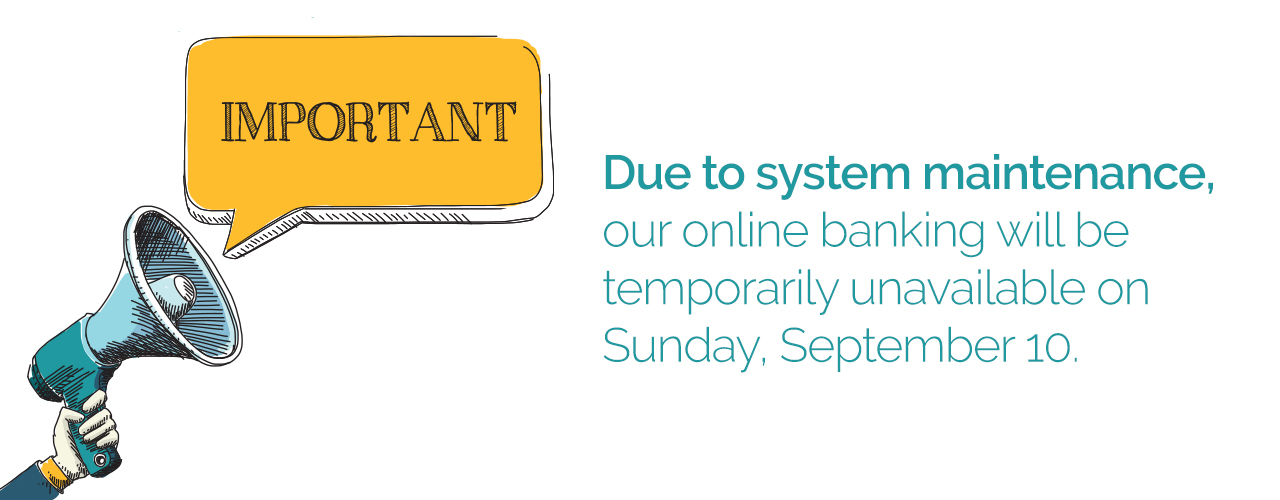 IMPORTANT
Due to system maintenance,
our online banking will be
temporarily unavailable on
Sunday, September 10.